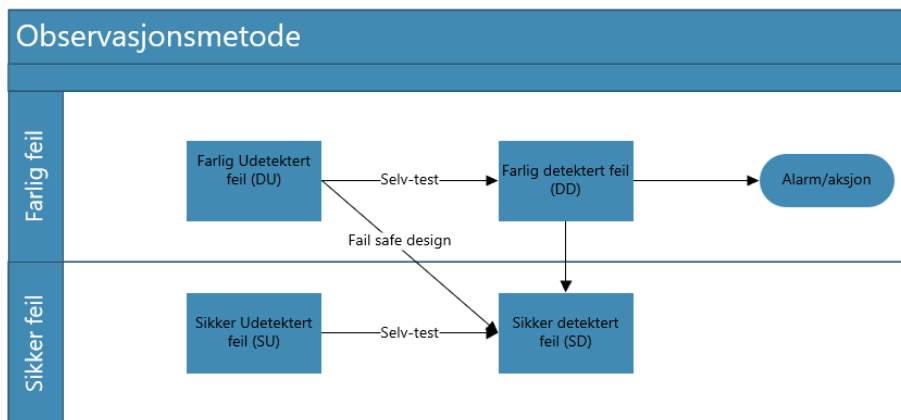 Observasjonsmetode
Farlig feil
Farlig Udetektert
feil (DU)
Selv-test
Farlig detektert feil
(DD)
Alarm/aksjon
Fail safe design
Sikker feil
Sikker Udetektert
feil (SU)
Selv-test
Sikker detektert
feil (SD)